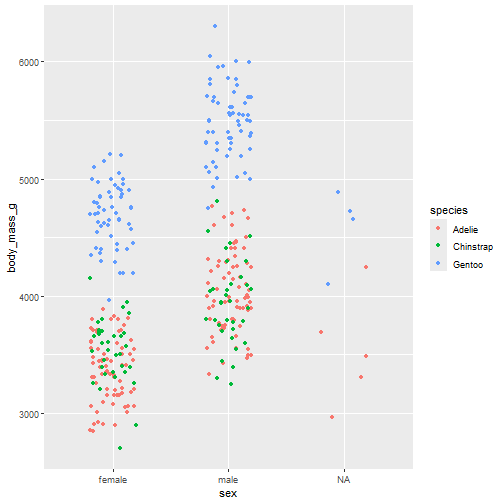 6000
5000
4000
3000
body_mass_g
female
male
NA
sex
species
Adelie
Chinstrap
Gentoo